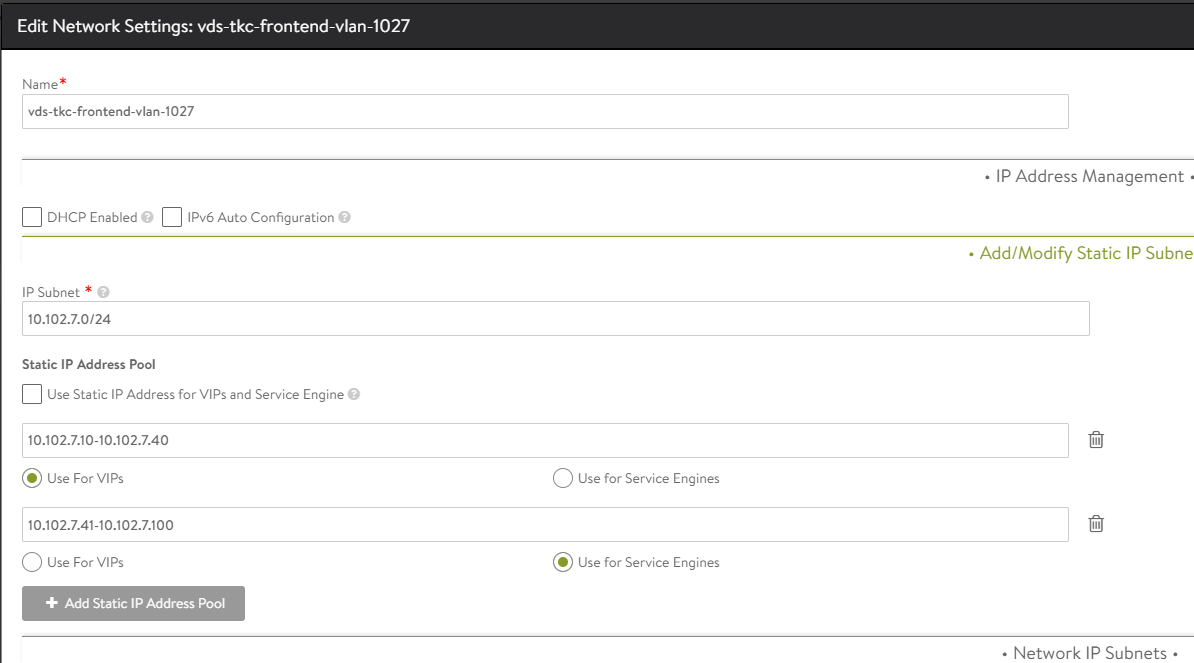 Edit Network Settings: vds-tkc-frontend-vlan-1027
Name*
vds-tkc-frontend-vlan-1027
• IP Address Management •
DHCP Enabled ? IPv6 Auto Configuration ?
• Add/Modify Static IP Subne
IP Subnet * ?
10.102.7.0/24
Static IP Address Pool
Use Static IP Address for VIPs and Service Engine ?
10.102.7.10-10.102.7.40
Use For VIPs Use for Service Engines
10.102.7.41-10.102.7.100
Use For VIPs Use for Service Engines
+ Add Static IP Address Pool
• Network IP Subnets •